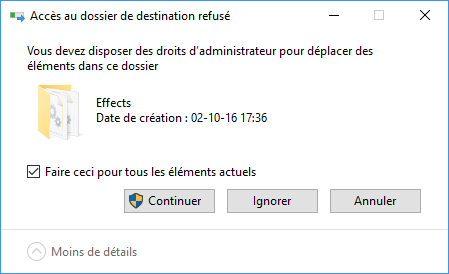 Accès au dossier de destination refusé
Vous devez disposer des droits d’administrateur pour déplacer des
éléments dans ce dossier
Effects
Date de création : 02-10-16 17:36
Faire ceci pour tous les éléments actuels
Continuer
Ignorer
Annuler
Moins de détails